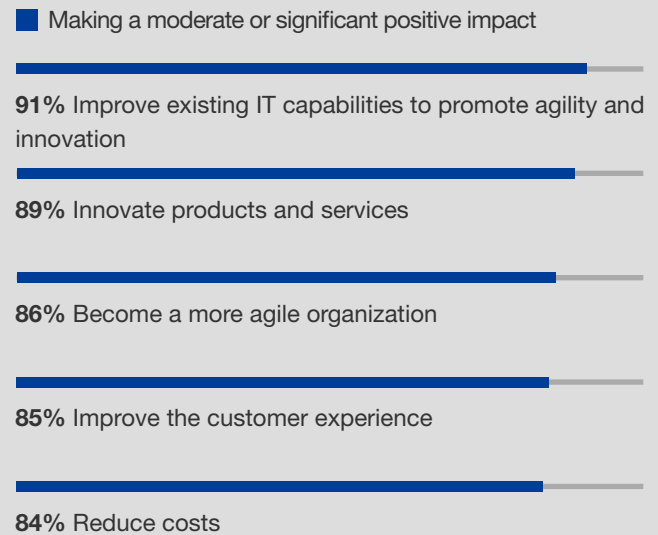 Making a moderate or significant positive impact
91% Improve existing IT capabilities to promote agility and
innovation
89% Innovate products and services
86% Become a more agile organization
85% Improve the customer experience
84% Reduce costs